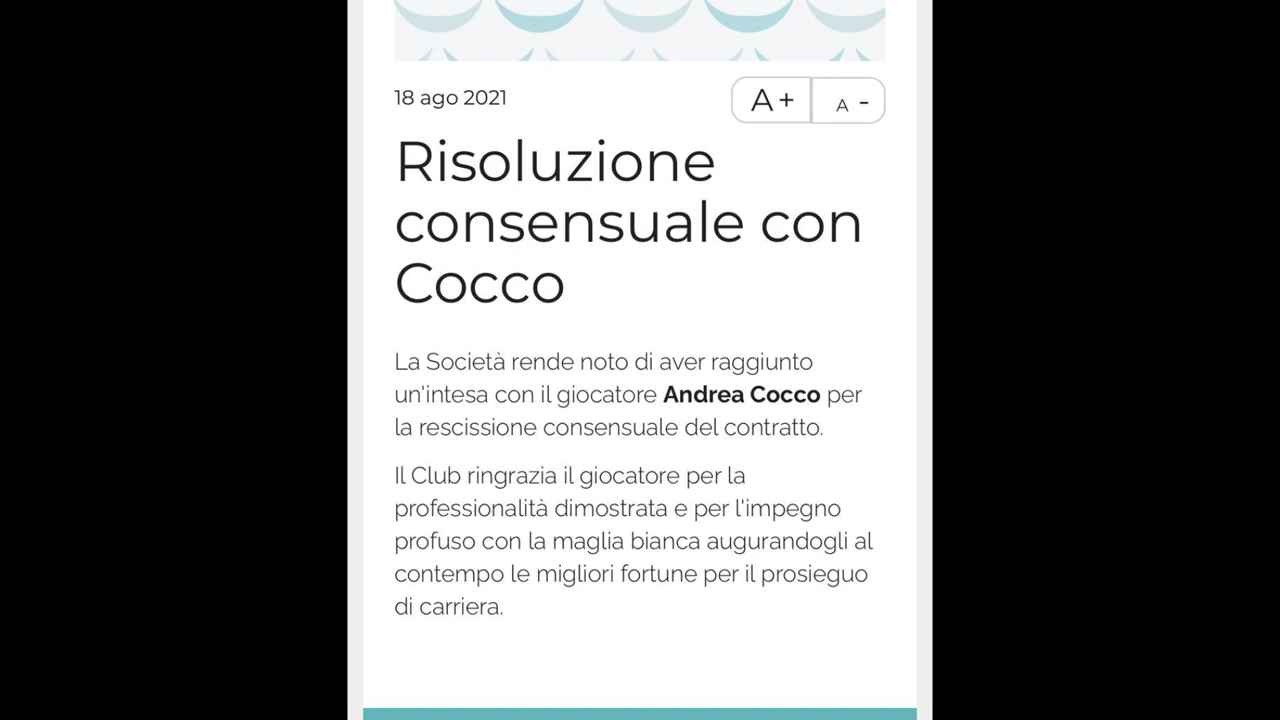 18 ago 2021
A+ A -
Risoluzione
consensuale con
Cocco
La Società rende noto di aver raggiunto
un'intesa con il giocatore Andrea Cocco per
la rescissione consensuale del contratto.
Il Club ringrazia il giocatore per la
professionalità dimostrata e per l'impegno
profuso con la maglia bianca augurandogli al
contempo le migliori fortune per il prosieguo
di carriera.